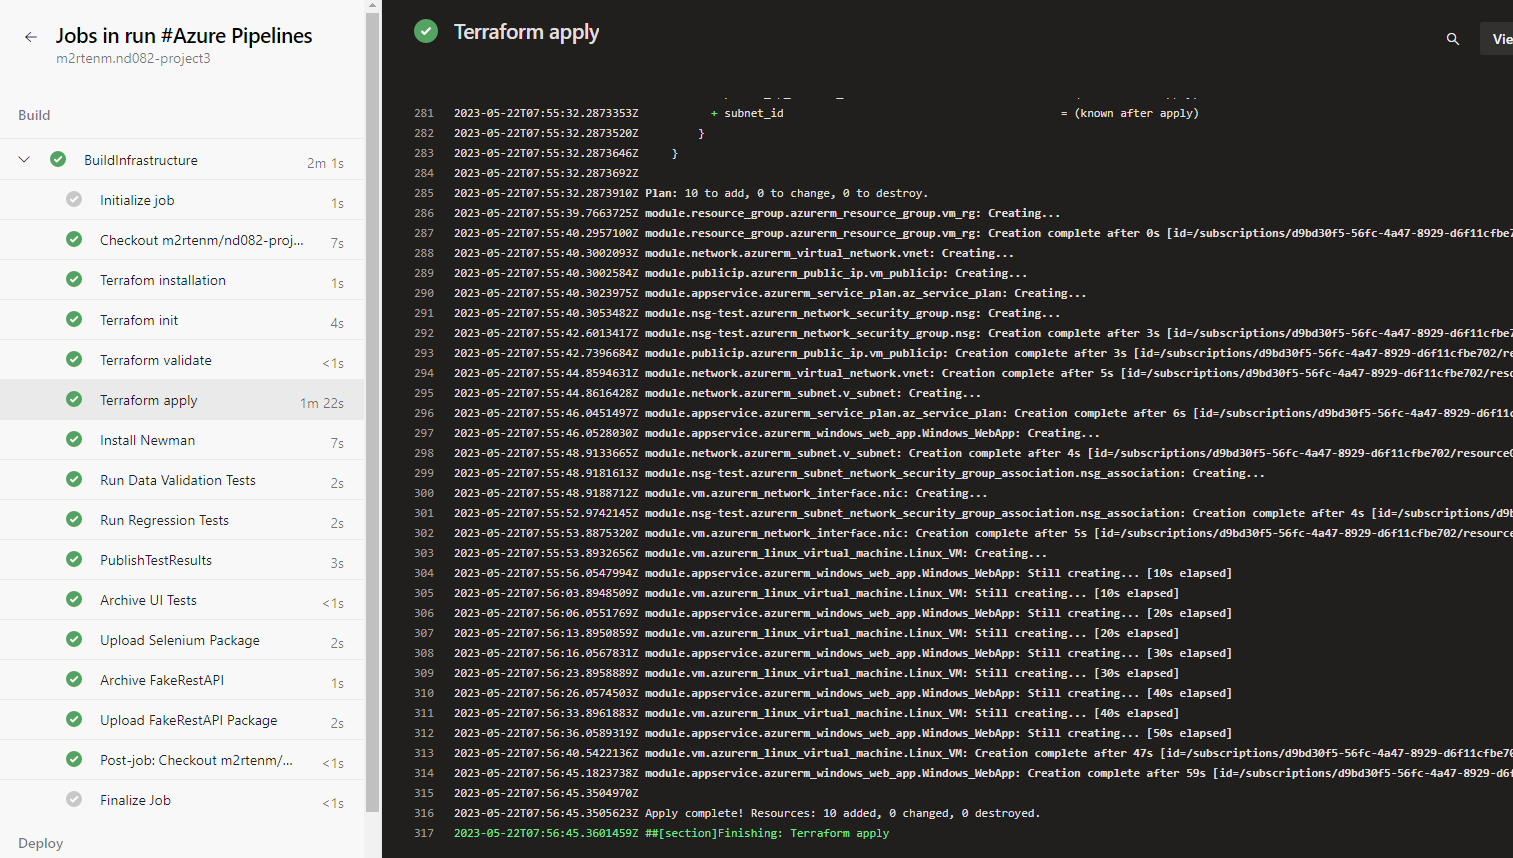 Jobs in run #Azure Pipelines
m2rtenm.nd082-project3
Build
BuildInfrastructure 2m 1s
Initialize job 1s
Checkout m2rtenm/nd082-proj... 7s
Terrafom installation 1s
Terrafom init 4s
Terraform validate <1s
Terraform apply 1m 22s
Install Newman 7s
Run Data Validation Tests 2s
Run Regression Tests 2s
PublishTestResults 3s
Archive UI Tests <1s
Upload Selenium Package 2s
Archive FakeRestAPI 1s
Upload FakeRestAPI Package 2s
Post-job: Checkout m2rtenm/... <1s
Finalize Job <1s
Deploy
Terraform apply
Vie
281 2023-05-22T07:55:32.2873353Z + subnet_id = (known after apply)
282 2023-05-22T07:55:32.2873520Z }
283 2023-05-22T07:55:32.2873646Z }
284 2023-05-22T07:55:32.2873692Z
285 2023-05-22T07:55:32.2873910Z Plan: 10 to add, 0 to change, 0 to destroy.
286 2023-05-22T07:55:39.7663725Z module.resource_group.azurerm_resource_group.vm_rg: Creating...
287 2023-05-22T07:55:40.2957100Z module.resource_group.azurerm_resource_group.vm_rg: Creation complete after 0s [id=/subscriptions/d9bd30f5-56fc-4a47-8929-d6f11cfbe7
288 2023-05-22T07:55:40.3002093Z module.network.azurerm_virtual_network.vnet: Creating...
289 2023-05-22T07:55:40.3002584Z module.publicip.azurerm_public_ip.vm_publicip: Creating...
290 2023-05-22T07:55:40.3023975Z module.appservice.azurerm_service_plan.az_service_plan: Creating...
291 2023-05-22T07:55:40.3053482Z module.nsg-test.azurerm_network_security_group.nsg: Creating...
292 2023-05-22T07:55:42.6013417Z module.nsg-test.azurerm_network_security_group.nsg: Creation complete after 3s [id=/subscriptions/d9bd30f5-56fc-4a47-8929-d6f11cfbe7
293 2023-05-22T07:55:42.7396684Z module.publicip.azurerm_public_ip.vm_publicip: Creation complete after 3s [id=/subscriptions/d9bd30f5-56fc-4a47-8929-d6f11cfbe702/re
294 2023-05-22T07:55:44.8594631Z module.network.azurerm_virtual_network.vnet: Creation complete after 5s [id=/subscriptions/d9bd30f5-56fc-4a47-8929-d6f11cfbe702/reso
295 2023-05-22T07:55:44.8616428Z module.network.azurerm_subnet.v_subnet: Creating...
296 2023-05-22T07:55:46.0451497Z module.appservice.azurerm_service_plan.az_service_plan: Creation complete after 6s [id=/subscriptions/d9bd30f5-56fc-4a47-8929-d6f11c
297 2023-05-22T07:55:46.0528030Z module.appservice.azurerm_windows_web_app.Windows_WebApp: Creating...
298 2023-05-22T07:55:48.9133665Z module.network.azurerm_subnet.v_subnet: Creation complete after 4s [id=/subscriptions/d9bd30f5-56fc-4a47-8929-d6f11cfbe702/resource
299 2023-05-22T07:55:48.9181613Z module.nsg-test.azurerm_subnet_network_security_group_association.nsg_association: Creating...
300 2023-05-22T07:55:48.9188712Z module.vm.azurerm_network_interface.nic: Creating...
301 2023-05-22T07:55:52.9742145Z module.nsg-test.azurerm_subnet_network_security_group_association.nsg_association: Creation complete after 4s [id=/subscriptions/d9b
302 2023-05-22T07:55:53.8875320Z module.vm.azurerm_network_interface.nic: Creation complete after 5s [id=/subscriptions/d9bd30f5-56fc-4a47-8929-d6f11cfbe702/resource
303 2023-05-22T07:55:53.8932656Z module.vm.azurerm_linux_virtual_machine.Linux_VM: Creating...
304 2023-05-22T07:55:56.0547994Z module.appservice.azurerm_windows_web_app.Windows_WebApp: Still creating... [10s elapsed]
305 2023-05-22T07:56:03.8948509Z module.vm.azurerm_linux_virtual_machine.Linux_VM: Still creating... [10s elapsed]
306 2023-05-22T07:56:06.0551769Z module.appservice.azurerm_windows_web_app.Windows_WebApp: Still creating... [20s elapsed]
307 2023-05-22T07:56:13.8950859Z module.vm.azurerm_linux_virtual_machine.Linux_VM: Still creating... [20s elapsed]
308 2023-05-22T07:56:16.0567831Z module.appservice.azurerm_windows_web_app.Windows_WebApp: Still creating... [30s elapsed]
309 2023-05-22T07:56:23.8958889Z module.vm.azurerm_linux_virtual_machine.Linux_VM: Still creating... [30s elapsed]
310 2023-05-22T07:56:26.0574503Z module.appservice.azurerm_windows_web_app.Windows_WebApp: Still creating... [40s elapsed]
311 2023-05-22T07:56:33.8961883Z module.vm.azurerm_linux_virtual_machine.Linux_VM: Still creating... [40s elapsed]
312 2023-05-22T07:56:36.0589319Z module.appservice.azurerm_windows_web_app.Windows_WebApp: Still creating... [50s elapsed]
313 2023-05-22T07:56:40.5422136Z module.vm.azurerm_linux_virtual_machine.Linux_VM: Creation complete after 47s [id=/subscriptions/d9bd30f5-56fc-4a47-8929-d6f11cfbe70
314 2023-05-22T07:56:45.1823738Z module.appservice.azurerm_windows_web_app.Windows_WebApp: Creation complete after 59s [id=/subscriptions/d9bd30f5-56fc-4a47-8929-d6f
315 2023-05-22T07:56:45.3504970Z
316 2023-05-22T07:56:45.3505623Z Apply complete! Resources: 10 added, 0 changed, 0 destroyed.
317 2023-05-22T07:56:45.3601459Z ##[section]Finishing: Terraform apply